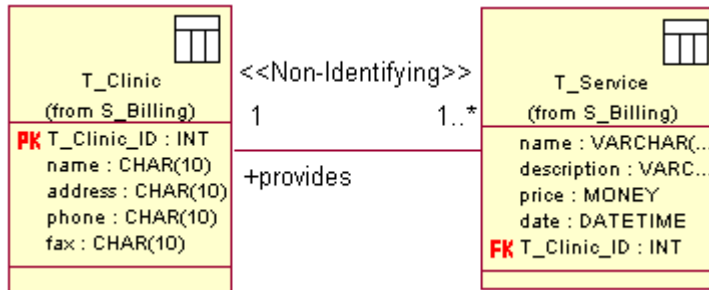 T_Clinic
(from S_Billing)
PK T_Clinic_ID : INT
name : CHAR(10)
address : CHAR(10)
phone : CHAR(10)
fax : CHAR(10)
<<Non-Identifying>>
1 1..*
+provides
T_Service
(from S_Billing)
name : VARCHAR(...
description : VARC...
price : MONEY
date : DATETIME
FK T_Clinic_ID : INT